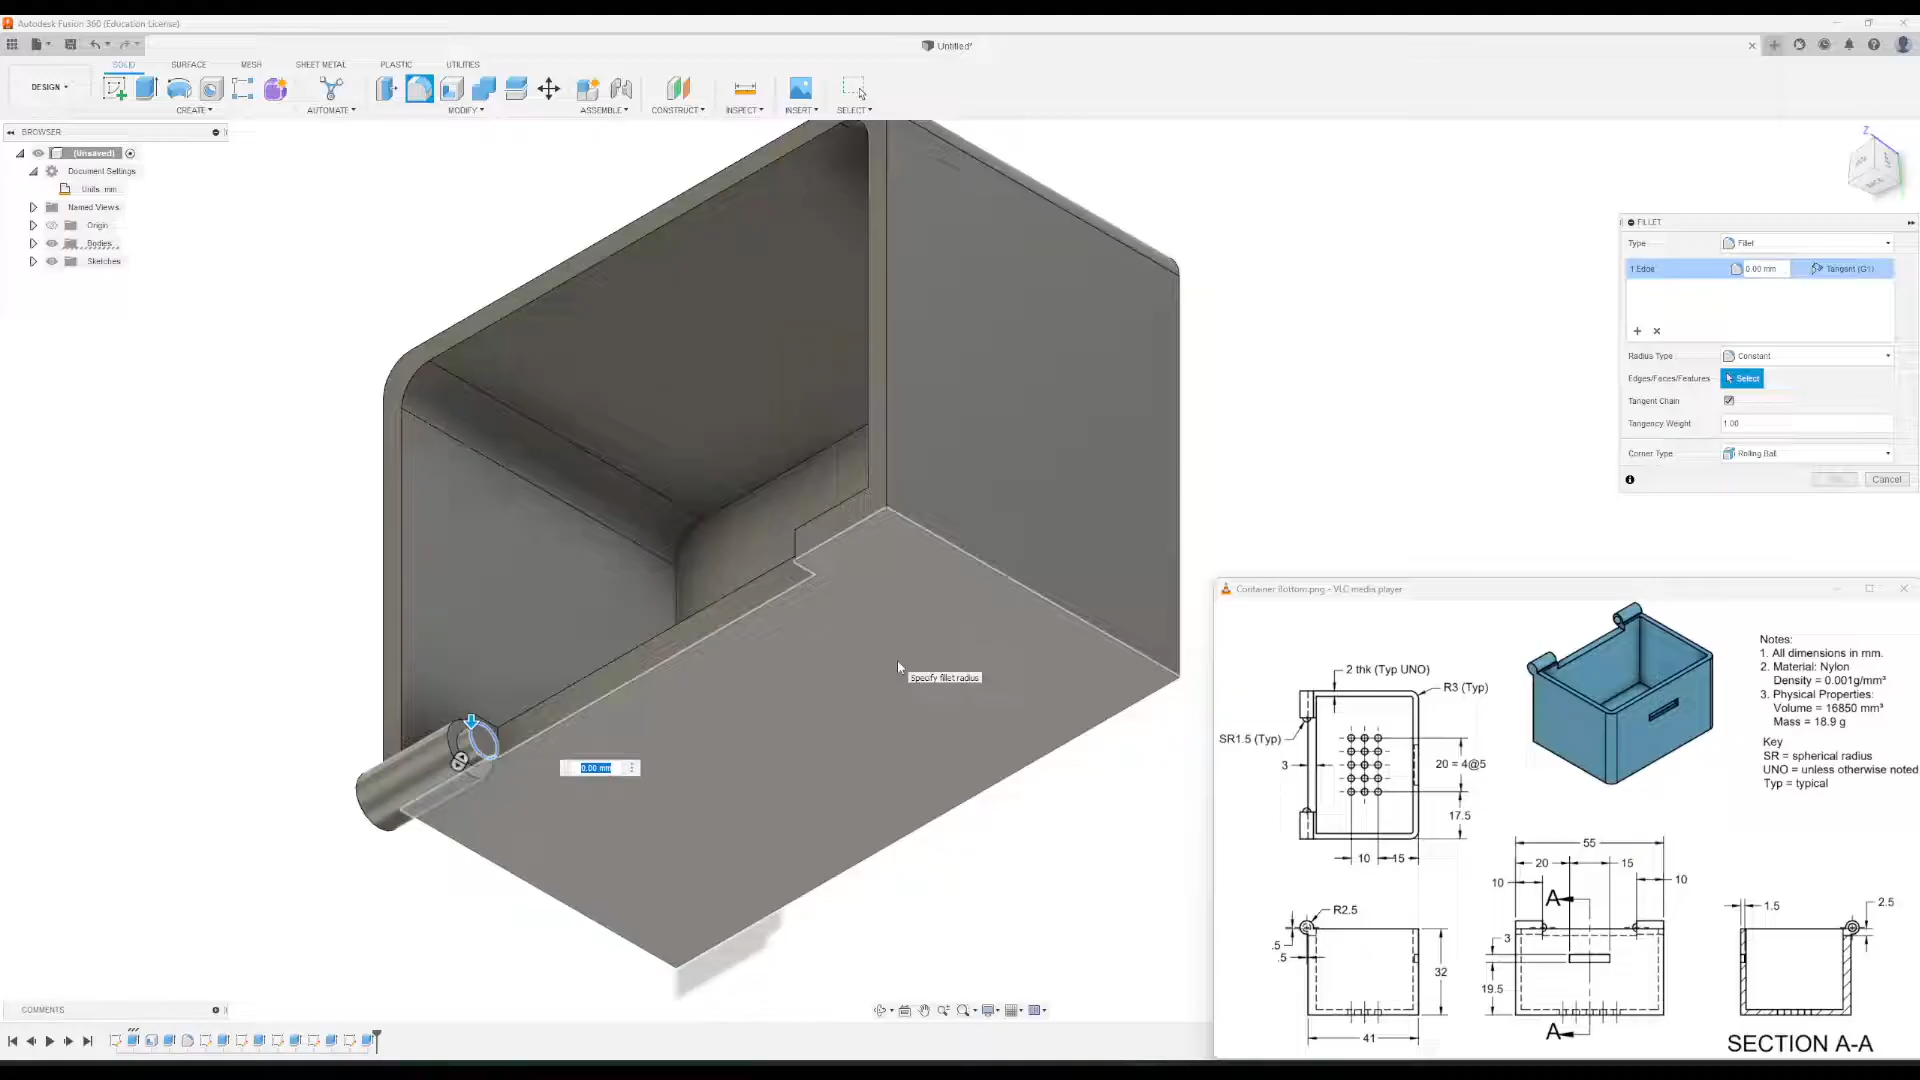 Autodesk Fusion 360 (Education License)
Untitled*
SOLID SURFACE MESH SHEET METAL PLASTIC UTILITIES
DESIGN
CREATE AUTOMATE MODIFY ASSEMBLE CONSTRUCT INSPECT INSERT SELECT
BROWSER
(Unsaved)
Document Settings
Units: mm
Named Views
Origin
Bodies
Sketches
Z
BACK
FILLET
Type Fillet
1 Edge 0.00 mm Tangent (G1)
Radius Type Constant
Edges/Faces/Features Select
Tangent Chain
Tangency Weight 1.00
Corner Type Rolling Ball
Cancel
Specify fillet radius
0.00 mm
Container Bottom.png - VLC media player
Notes:
1. All dimensions in mm.
2. Material: Nylon
Density = 0.001g/mm³
3. Physical Properties:
Volume = 16850 mm³
Mass = 18.9 g
Key
SR = spherical radius
UNO = unless otherwise noted
Typ = typical
2 thk (Typ UNO)
R3 (Typ)
SR1.5 (Typ)
3
20 = 4@5
17.5
10 15
55
20 15
10 10
A
R2.5
.5
.5
32
41
3
19.5
A
1.5
2.5
SECTION A-A
COMMENTS